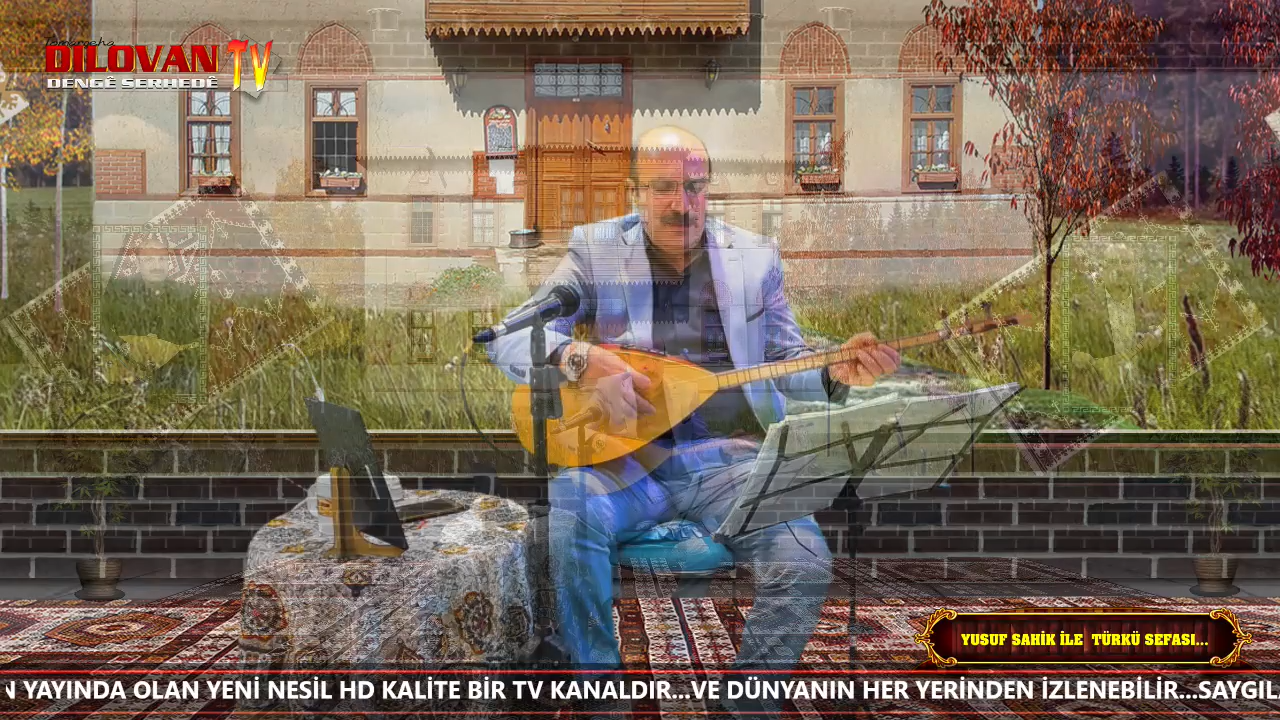 DILOVAN TV
DENGÊ SERHEDÊ
YUSUF SAHİK İLE TÜRKÜ SEFASI...
N YAYINDA OLAN YENİ NESİL HD KALİTE BİR TV KANALDIR...VE DÜNYANIN HER YERİNDEN İZLENEBİLİR...SAYGIL